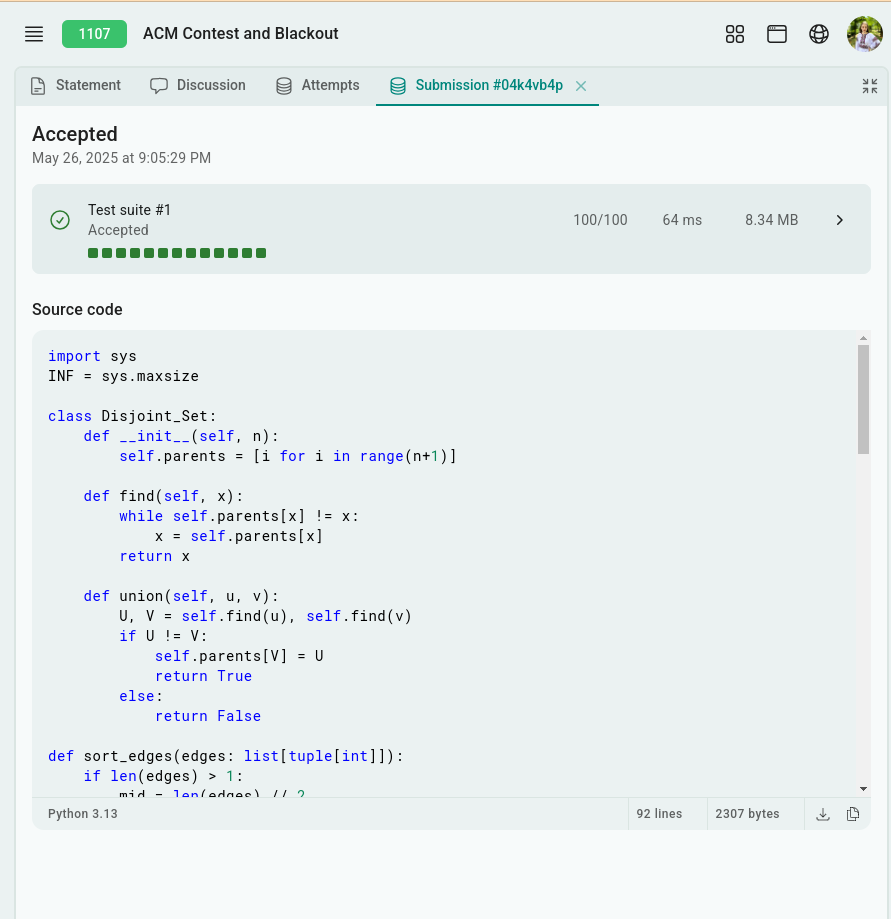 1107 ACM Contest and Blackout
Statement Discussion Attempts Submission #04k4vb4p
Accepted
May 26, 2025 at 9:05:29 PM
Test suite #1
Accepted
100/100 64 ms 8.34 MB
Source code
import sys
INF = sys.maxsize

class Disjoint_Set:
    def __init__(self, n):
        self.parents = [i for i in range(n+1)]

    def find(self, x):
        while self.parents[x] != x:
            x = self.parents[x]
        return x

    def union(self, u, v):
        U, V = self.find(u), self.find(v)
        if U != V:
            self.parents[V] = U
            return True
        else:
            return False

def sort_edges(edges: list[tuple[int]]):
    if len(edges) > 1:
        mid = len(edges) // 2
Python 3.13 92 lines 2307 bytes